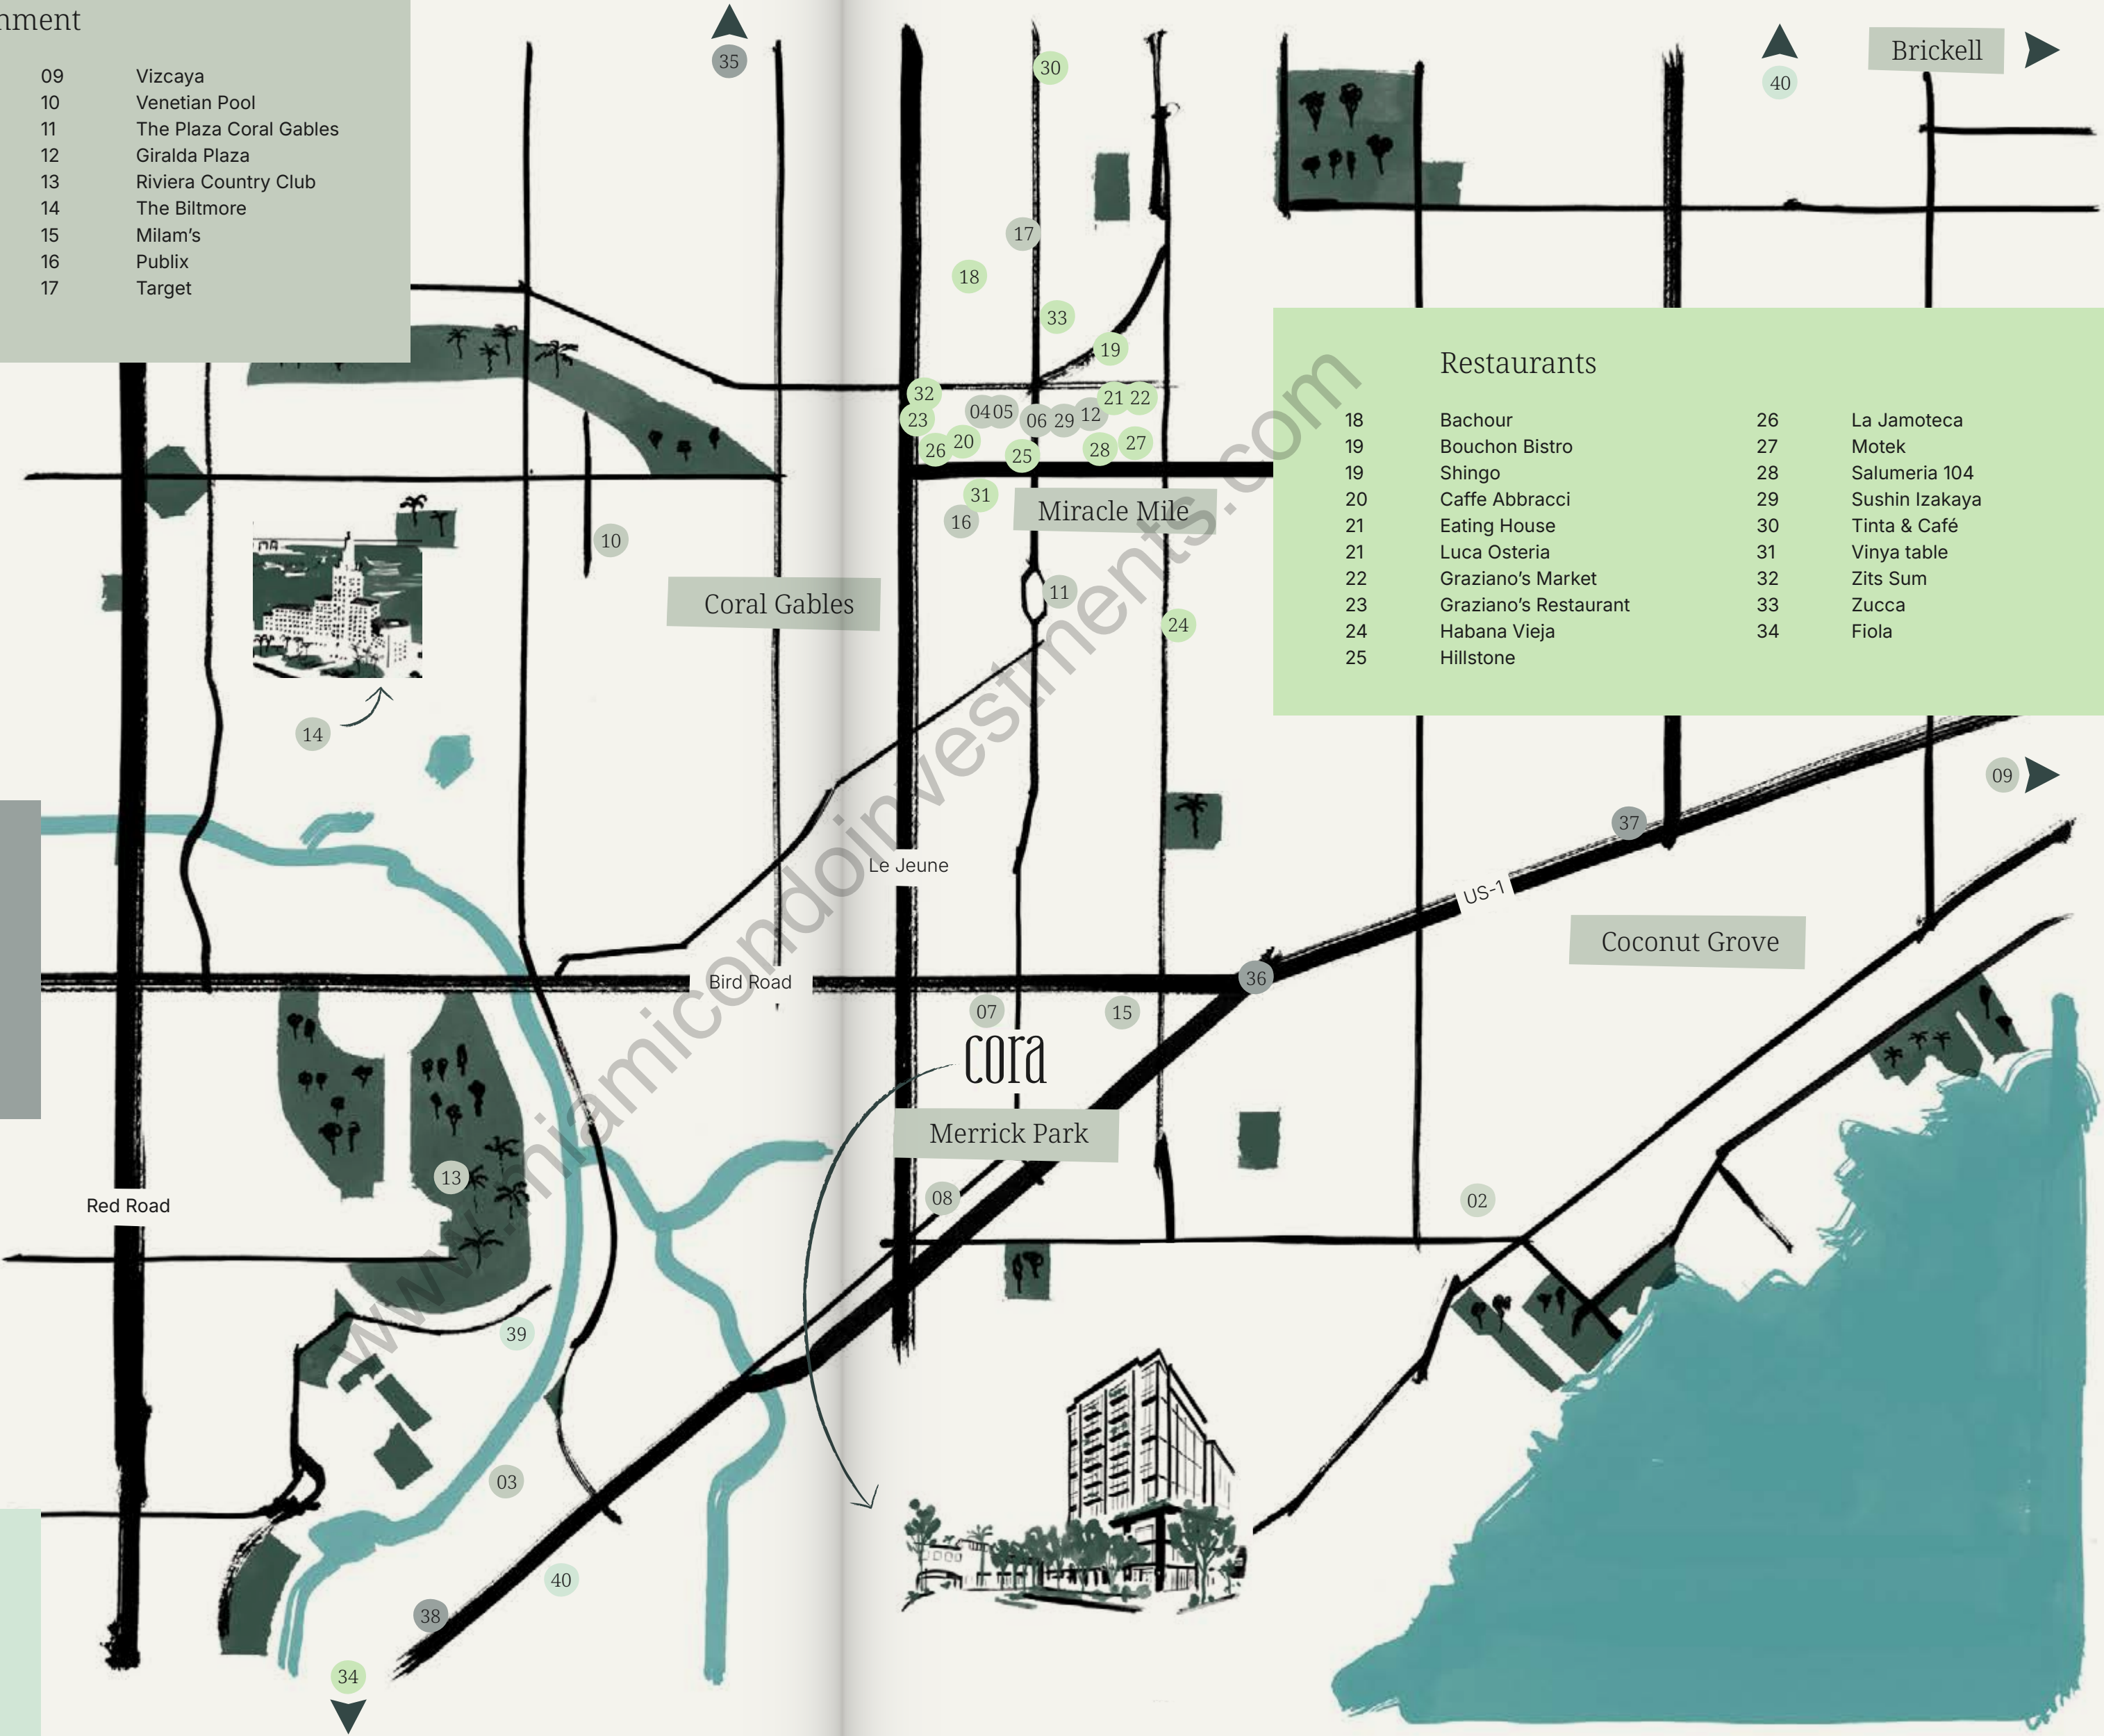 nment
09 Vizcaya
10 Venetian Pool
11 The Plaza Coral Gables
12 Giralda Plaza
13 Riviera Country Club
14 The Biltmore
15 Milam’s
16 Publix
17 Target
35
30
40
Brickell
17
18
33
19
32
04
05
06
29
12
21
22
23
26
20
25
28
27
31
16
Miracle Mile
Restaurants
18 Bachour
19 Bouchon Bistro
19 Shingo
20 Caffe Abbracci
21 Eating House
21 Luca Osteria
22 Graziano’s Market
23 Graziano’s Restaurant
24 Habana Vieja
25 Hillstone
26 La Jamoteca
27 Motek
28 Salumeria 104
29 Sushin Izakaya
30 Tinta & Café
31 Vinya table
32 Zits Sum
33 Zucca
34 Fiola
10
11
Coral Gables
24
14
09
37
Le Jeune
US-1
Coconut Grove
Bird Road
36
07
15
cora
Merrick Park
13
08
02
Red Road
39
03
40
38
34
www.miamicondoinvestments.com